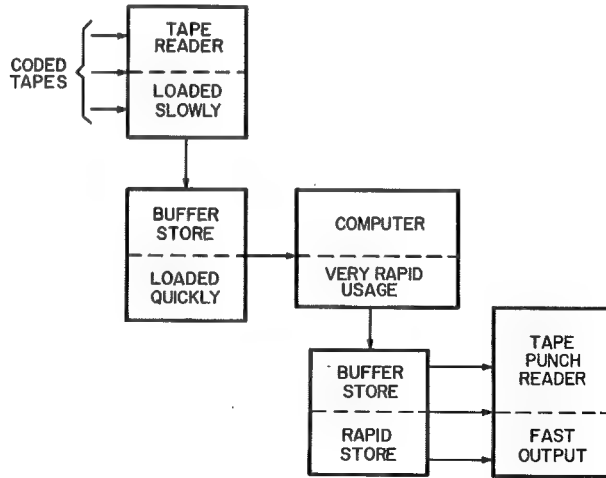 CODED
TAPES
TAPE
READER
LOADED
SLOWLY
BUFFER
STORE
LOADED
QUICKLY
COMPUTER
VERY RAPID
USAGE
BUFFER
STORE
RAPID
STORE
TAPE
PUNCH
READER
FAST
OUTPUT